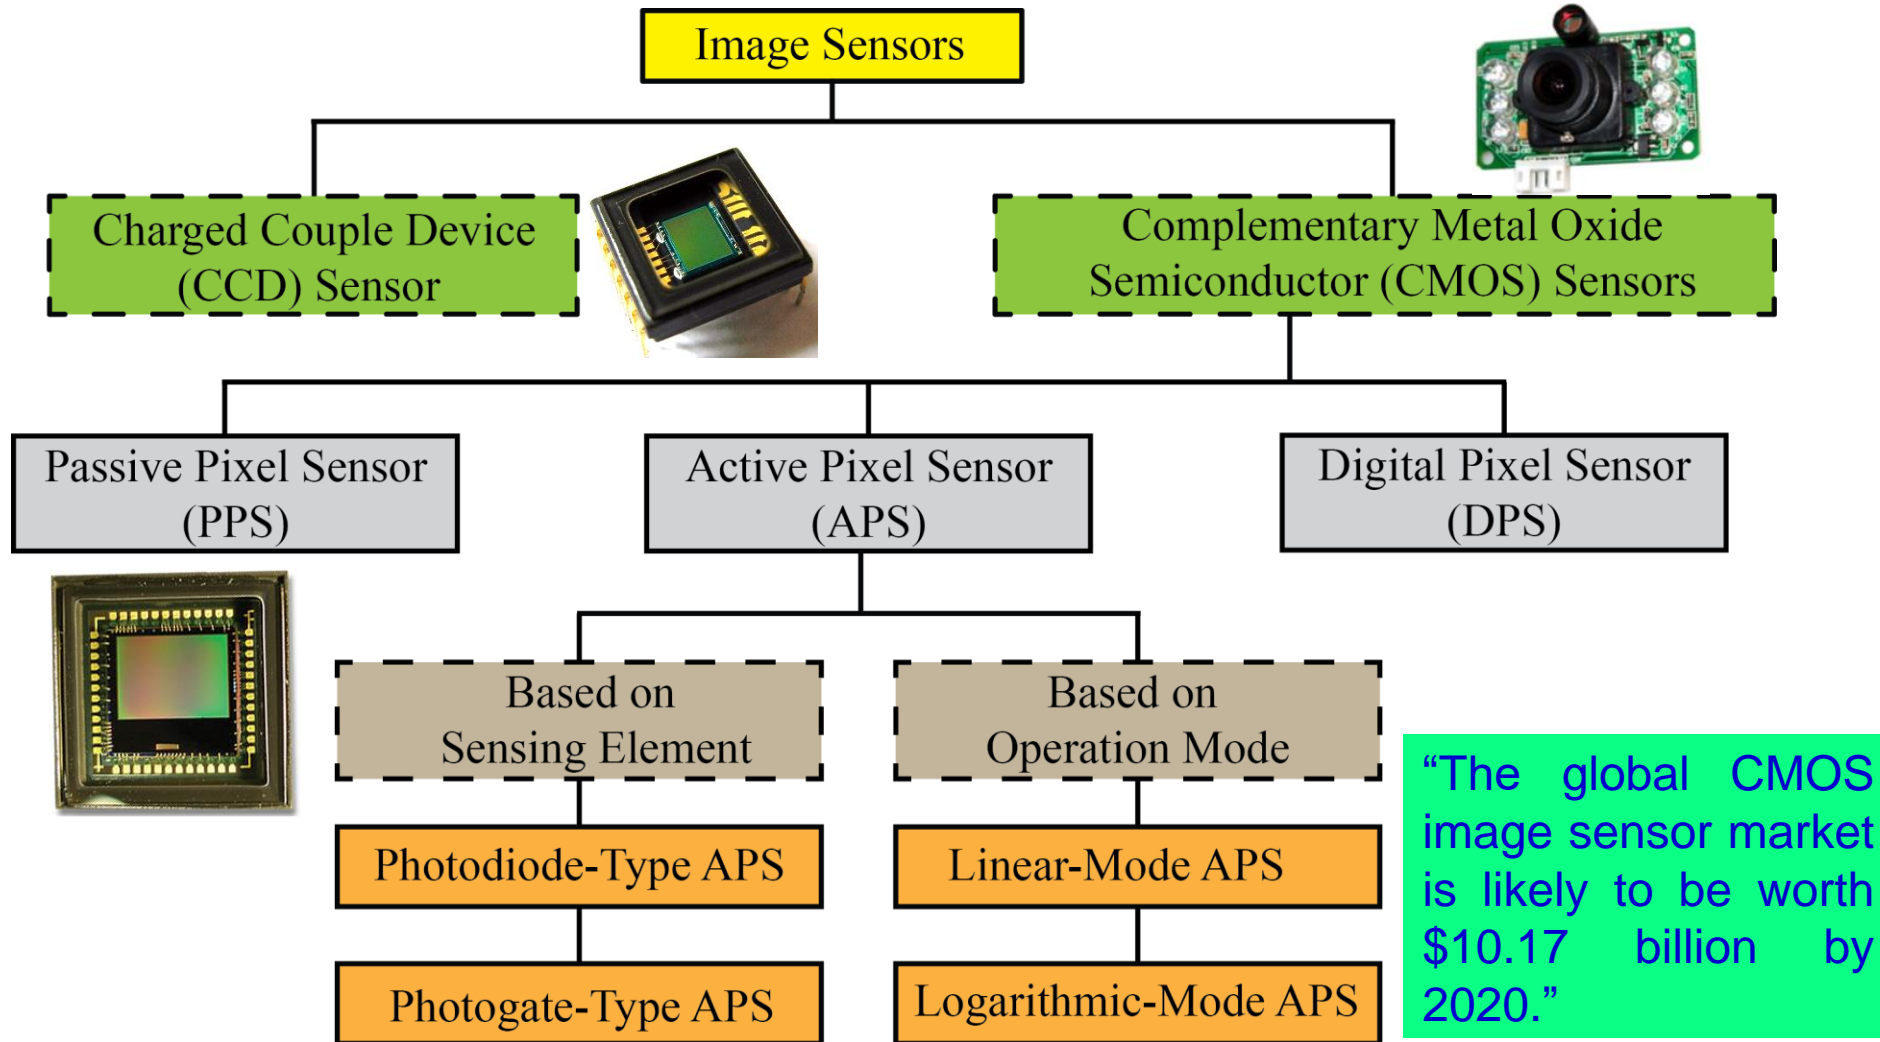 Image Sensors
Charged Couple Device
(CCD) Sensor
Complementary Metal Oxide
Semiconductor (CMOS) Sensors
Passive Pixel Sensor
(PPS)
Active Pixel Sensor
(APS)
Digital Pixel Sensor
(DPS)
Based on
Sensing Element
Based on
Operation Mode
Photodiode-Type APS
Linear-Mode APS
Photogate-Type APS
Logarithmic-Mode APS
“The global CMOS
image sensor market
is likely to be worth
$10.17 billion by
2020.”